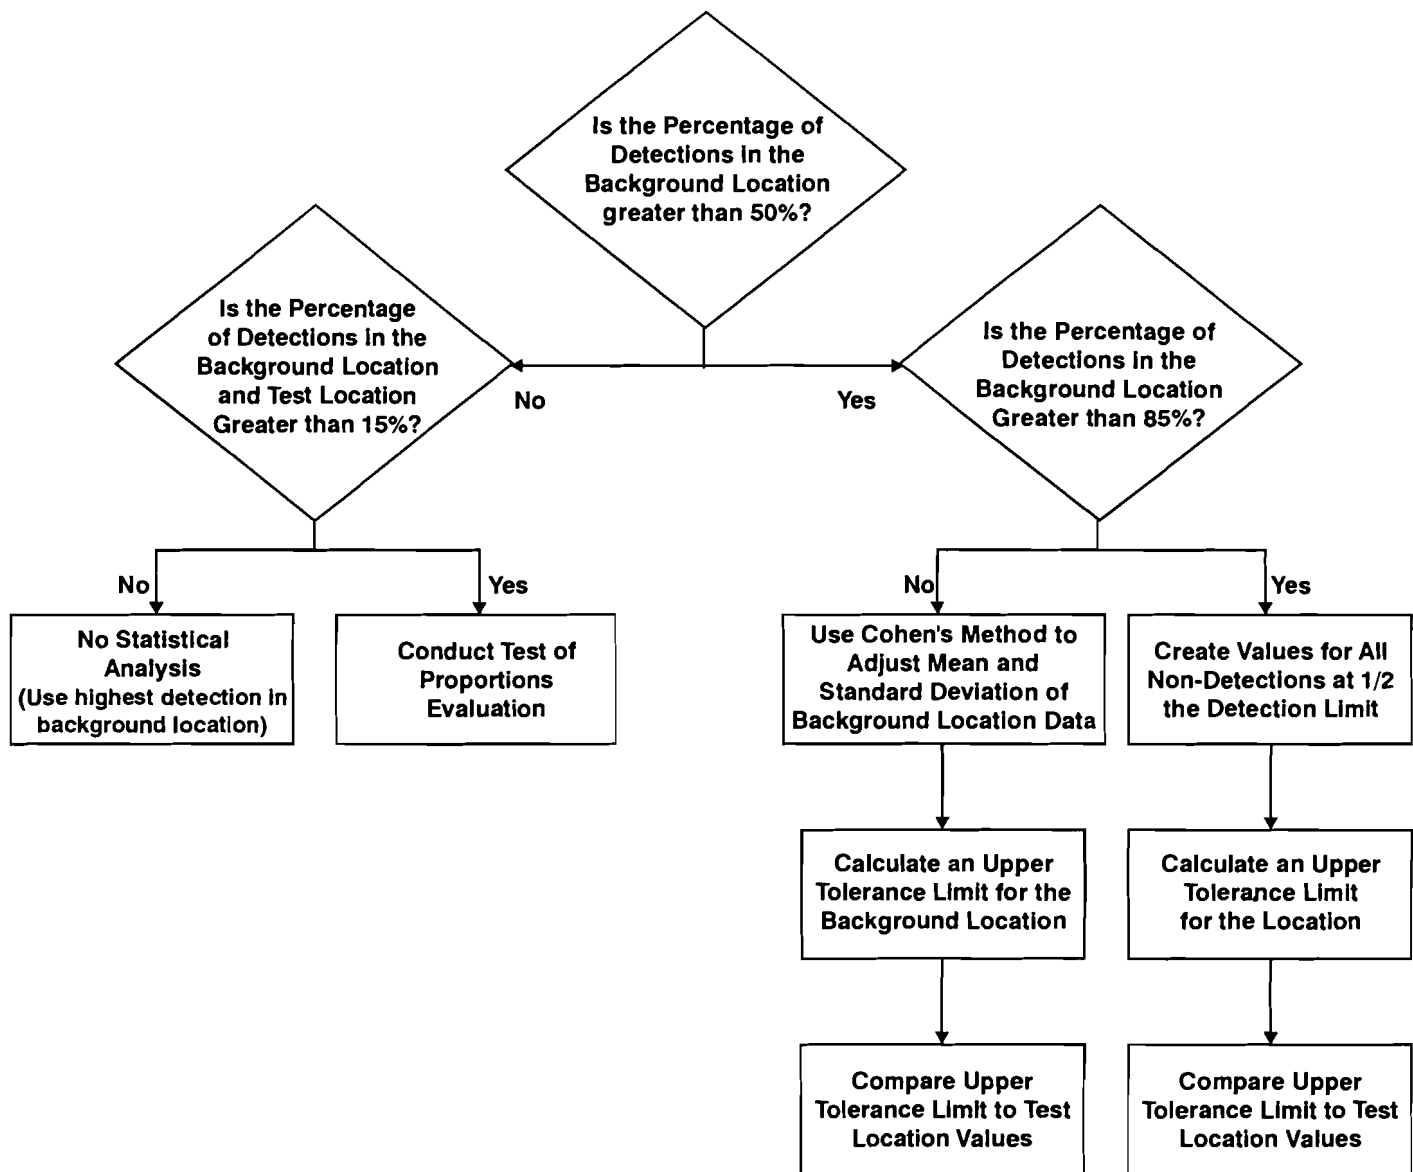 Is the Percentage of
Detections in the
Background Location
greater than 50%?
Is the Percentage
of Detections in the
Background Location
and Test Location
Greater than 15%?
Is the Percentage of
Detections in the
Background Location
Greater than 85%?
No
Yes
No
Yes
No
Yes
No Statistical
Analysis
(Use highest detection in
background location)
Conduct Test of
Proportions
Evaluation
Use Cohen's Method to
Adjust Mean and
Standard Deviation of
Background Location Data
Create Values for All
Non-Detections at 1/2
the Detection Limit
Calculate an Upper
Tolerance Limit for the
Background Location
Calculate an Upper
Tolerance Limit
for the Location
Compare Upper
Tolerance Limit to Test
Location Values
Compare Upper
Tolerance Limit to Test
Location Values